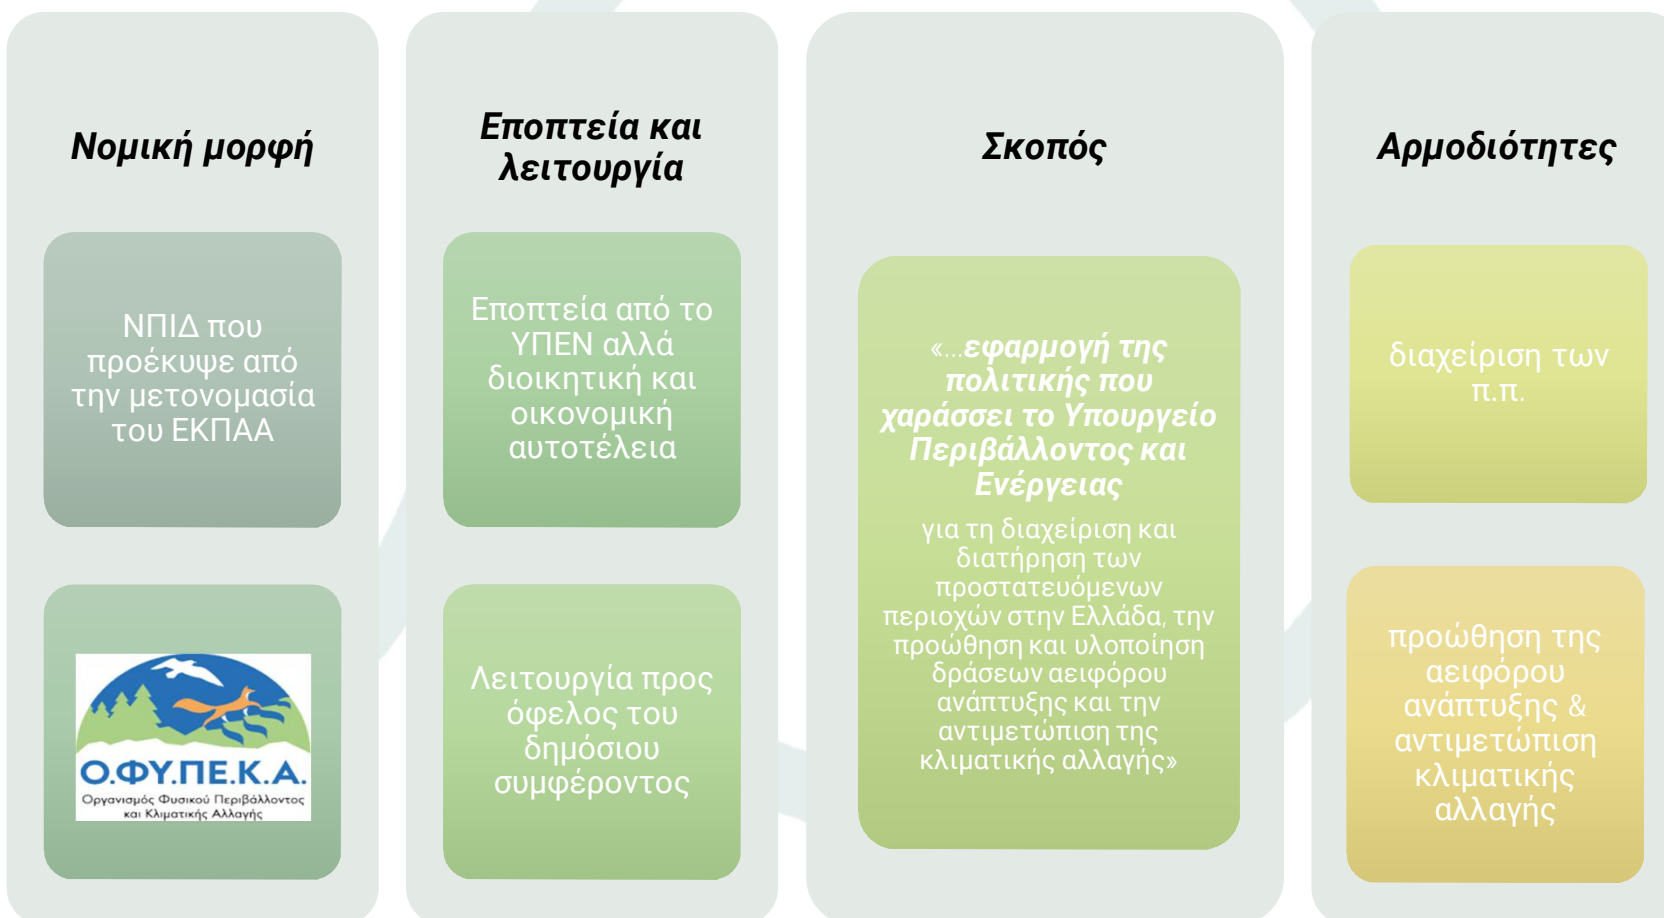 Νομική μορφή
ΝΠΙΔ που
προέκυψε από
την μετονομασία
του ΕΚΠΑΑ
Ο.ΦΥ.ΠΕ.Κ.Α.
Οργανισμός Φυσικού Περιβάλλοντος
και Κλιματικής Αλλαγής
Εποπτεία και
λειτουργία
Εποπτεία από το
ΥΠΕΝ αλλά
διοικητική και
οικονομική
αυτοτέλεια
Λειτουργία προς
όφελος του
δημόσιου
συμφέροντος
Σκοπός
«...εφαρμογή της
πολιτικής που
χαράσσει το Υπουργείο
Περιβάλλοντος και
Ενέργειας
για τη διαχείριση και
διατήρηση των
προστατευόμενων
περιοχών στην Ελλάδα, την
προώθηση και υλοποίηση
δράσεων αειφόρου
ανάπτυξης και την
αντιμετώπιση της
κλιματικής αλλαγής»
Αρμοδιότητες
διαχείριση των
π.π.
προώθηση της
αειφόρου
ανάπτυξης &
αντιμετώπιση
κλιματικής
αλλαγής